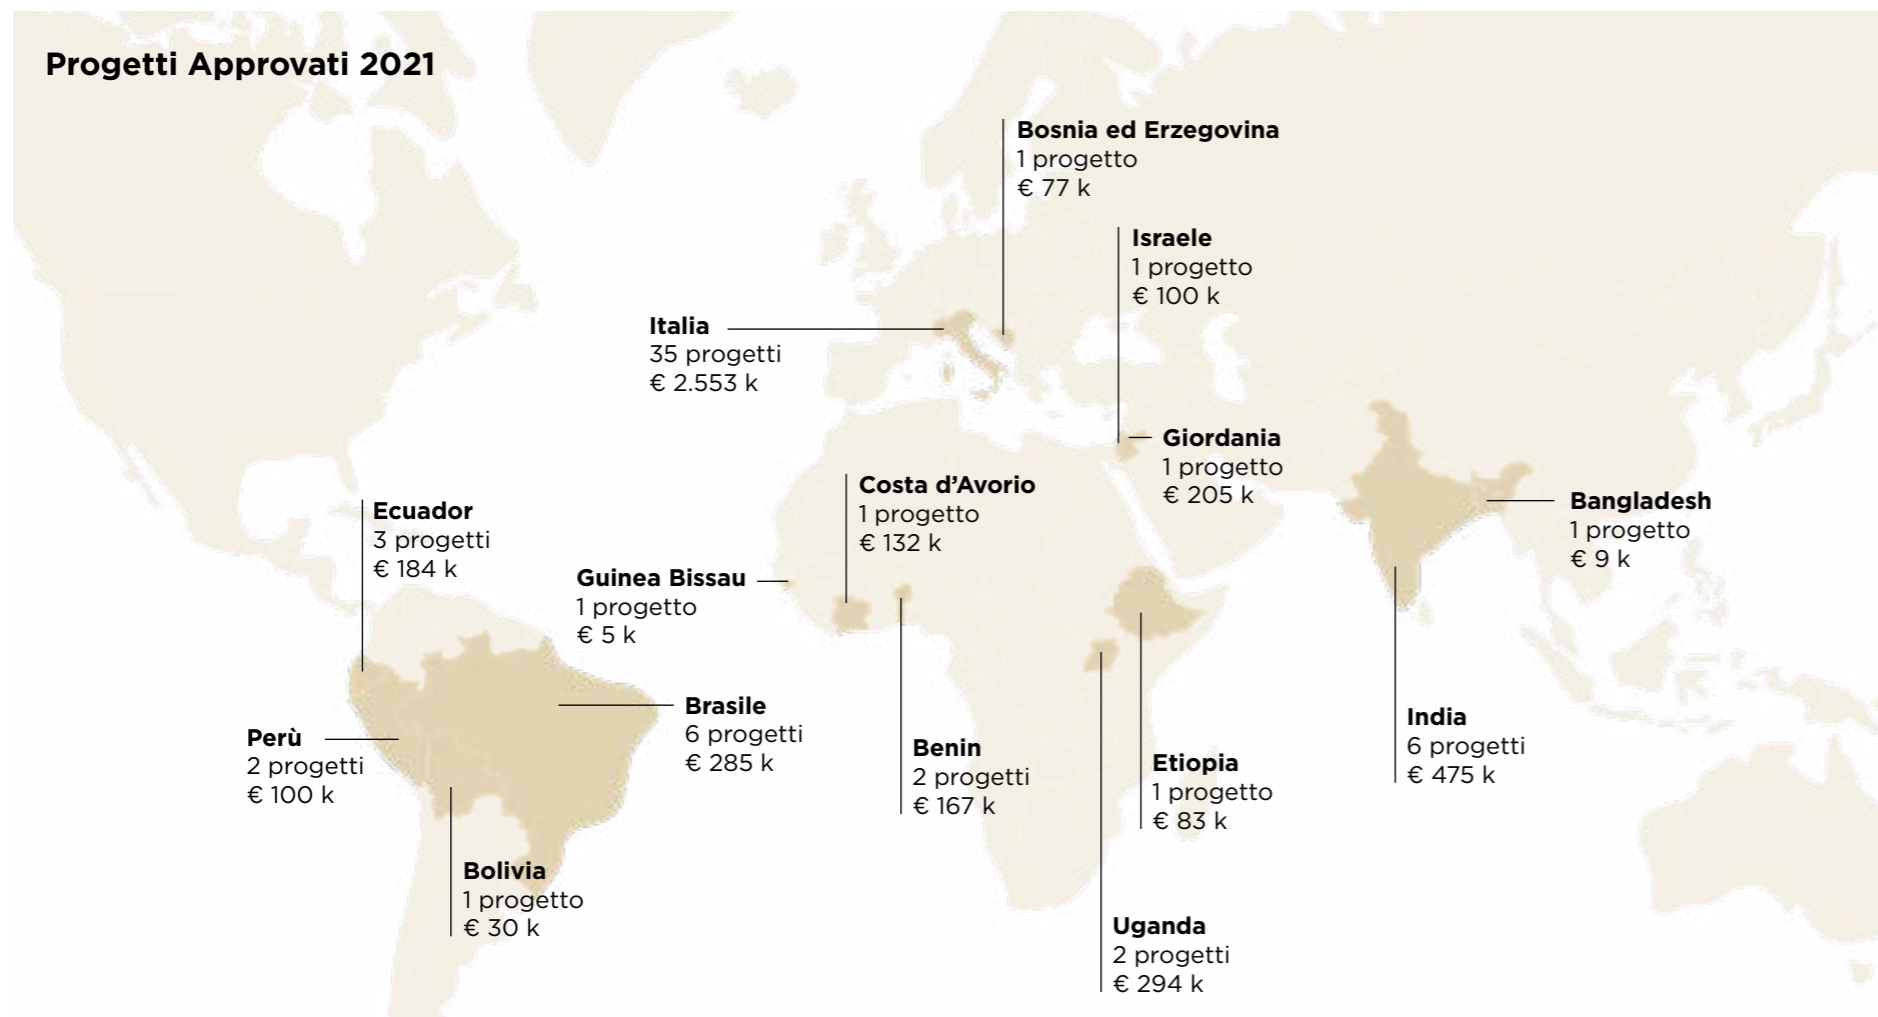 Progetti Approvati 2021
Bosnia ed Erzegovina
1 progetto
€ 77 k
Israele
1 progetto
€ 100 k
Italia
35 progetti
€ 2.553 k
Giordania
1 progetto
€ 205 k
Costa d’Avorio
1 progetto
€ 132 k
Bangladesh
1 progetto
€ 9 k
Ecuador
3 progetti
€ 184 k
Guinea Bissau
1 progetto
€ 5 k
Brasile
6 progetti
€ 285 k
Perù
2 progetti
€ 100 k
Benin
2 progetti
€ 167 k
Etiopia
1 progetto
€ 83 k
India
6 progetti
€ 475 k
Bolivia
1 progetto
€ 30 k
Uganda
2 progetti
€ 294 k